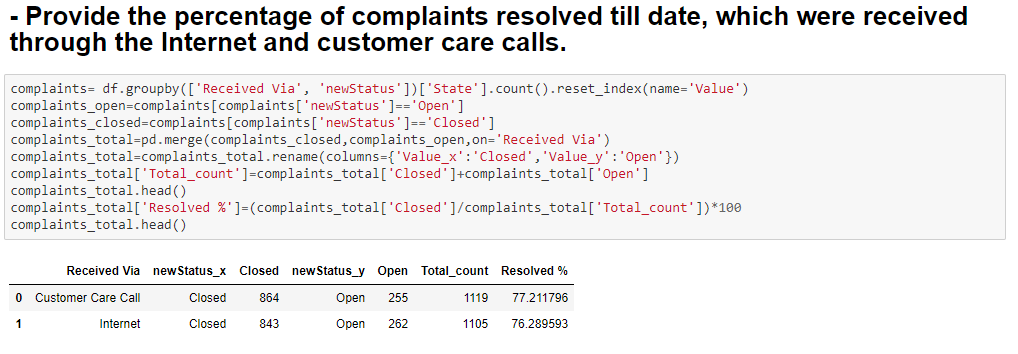 - Provide the percentage of complaints resolved till date, which were received
through the Internet and customer care calls.
complaints= df.groupby(['Received Via', 'newStatus'])['State'].count().reset_index(name='Value')
complaints_open=complaints[complaints['newStatus']=='Open']
complaints_closed=complaints[complaints['newStatus']=='Closed']
complaints_total=pd.merge(complaints_closed,complaints_open,on='Received Via')
complaints_total=complaints_total.rename(columns={'Value_x':'Closed','Value_y':'Open'})
complaints_total['Total_count']=complaints_total['Closed']+complaints_total['Open']
complaints_total.head()
complaints_total['Resolved %']=(complaints_total['Closed']/complaints_total['Total_count'])*100
complaints_total.head()
Received Via newStatus_x Closed newStatus_y Open Total_count Resolved %
0 Customer Care Call Closed 864 Open 255 1119 77.211796
1 Internet Closed 843 Open 262 1105 76.289593